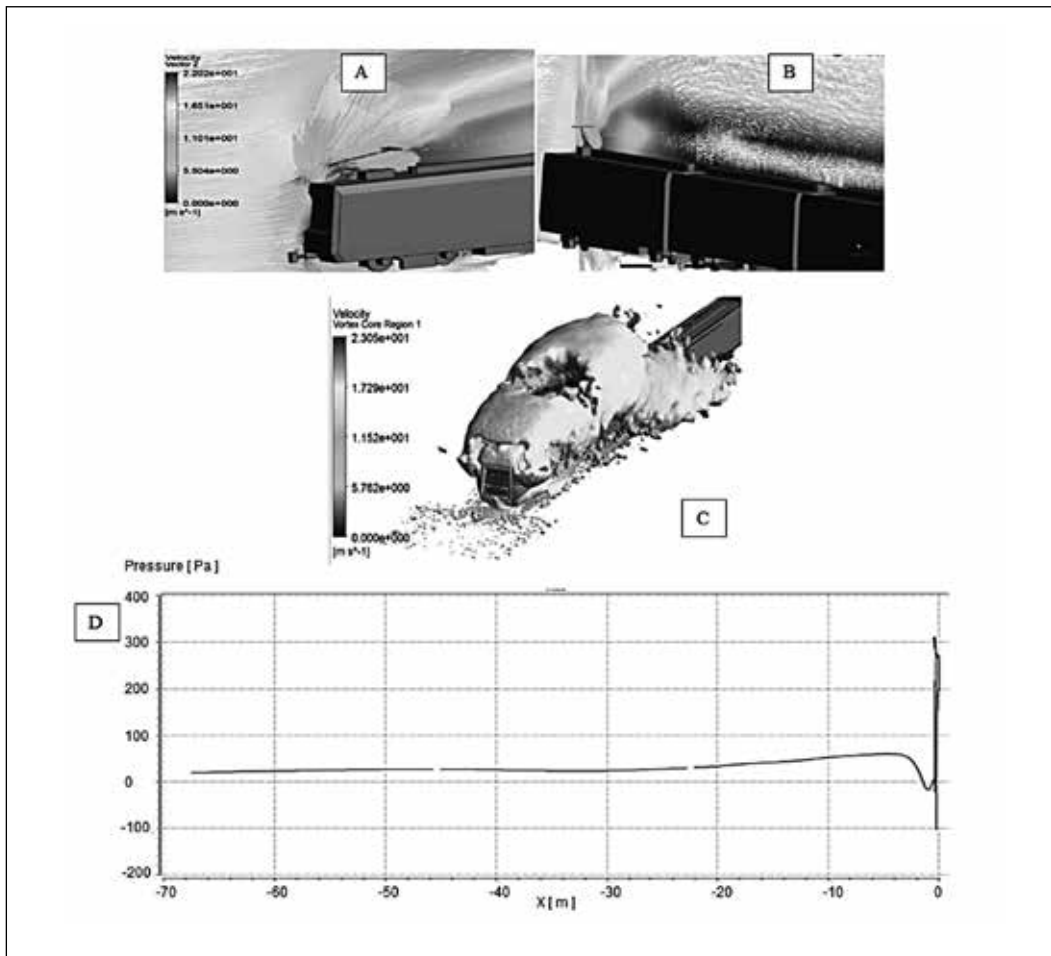 Velocity
Vector 2
A
B
2.202e+001
1.651e+001
1.101e+001
5.504e+000
0.000e+000
[m s^-1]
Velocity
Vortex Core Region 1
2.305e+001
1.729e+001
1.152e+001
5.762e+000
0.000e+000
[m s^-1]
C
Pressure [ Pa ]
D
400
300
200
100
0
-100
-200
-70
-60
-50
-40
-30
-20
-10
0
X [ m ]